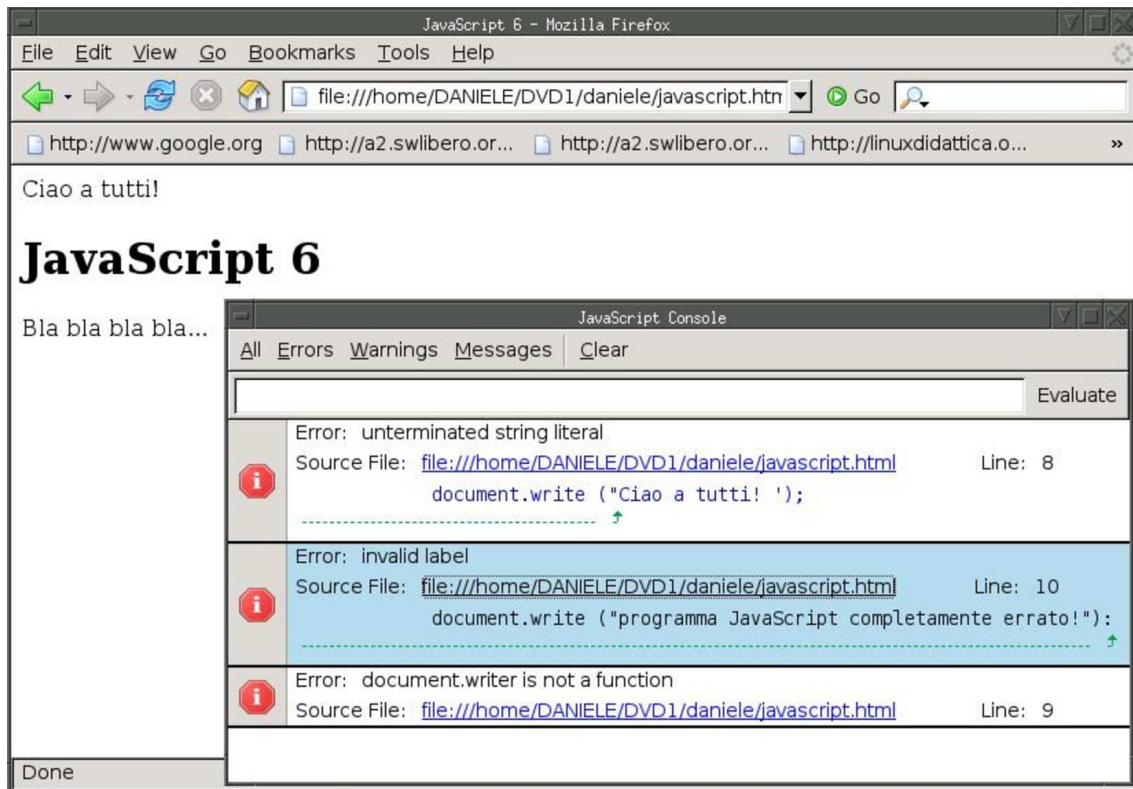 JavaScript 6 - Mozilla Firefox
File Edit View Go Bookmarks Tools Help
file:///home/DANIELE/DVD1/daniele/javascript.htm Go
http://www.google.org http://a2.swlibero.or... http://a2.swlibero.or... http://linuxdidattica.o... »
Ciao a tutti!
JavaScript 6
Bla bla bla bla...
JavaScript Console
All Errors Warnings Messages Clear
Evaluate
Error: unterminated string literal
Source File: file:///home/DANIELE/DVD1/daniele/javascript.html Line: 8
document.write ("Ciao a tutti! ');
Error: invalid label
Source File: file:///home/DANIELE/DVD1/daniele/javascript.html Line: 10
document.write ("programma JavaScript completamente errato!"):
Error: document.writer is not a function
Source File: file:///home/DANIELE/DVD1/daniele/javascript.html Line: 9
Done